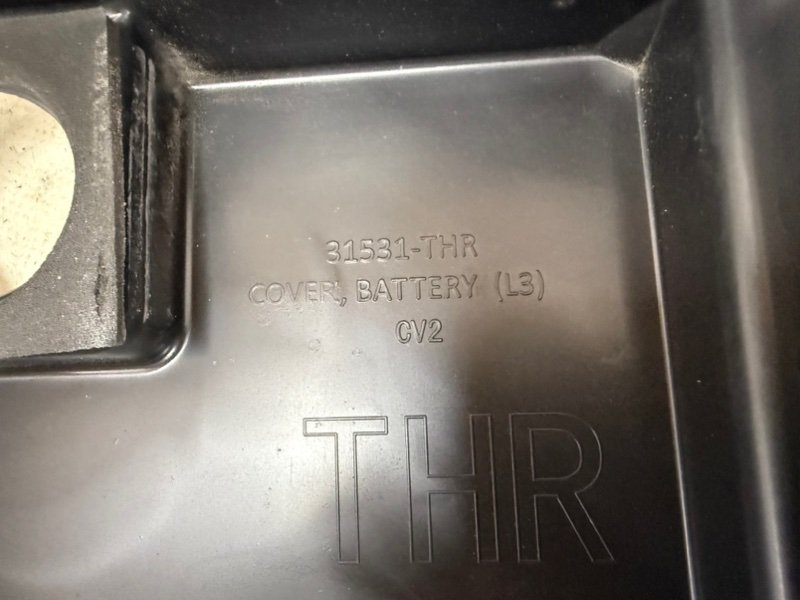 31531-THR
COVER, BATTERY (L3)
CV2
THR